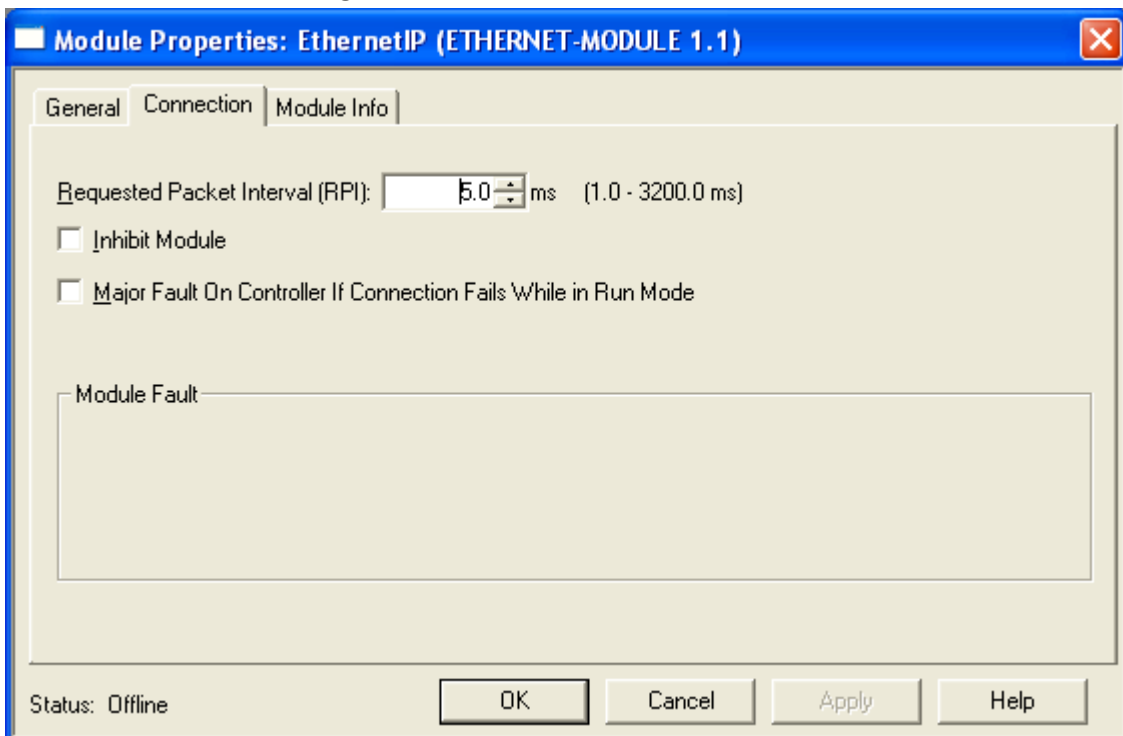 Module Properties: EthernetIP (ETHERNET-MODULE 1.1)
General Connection Module Info
Requested Packet Interval (RPI): 5.0 ms (1.0 - 3200.0 ms)
Inhibit Module
Major Fault On Controller If Connection Fails While in Run Mode
Module Fault
Status: Offline OK Cancel Apply Help